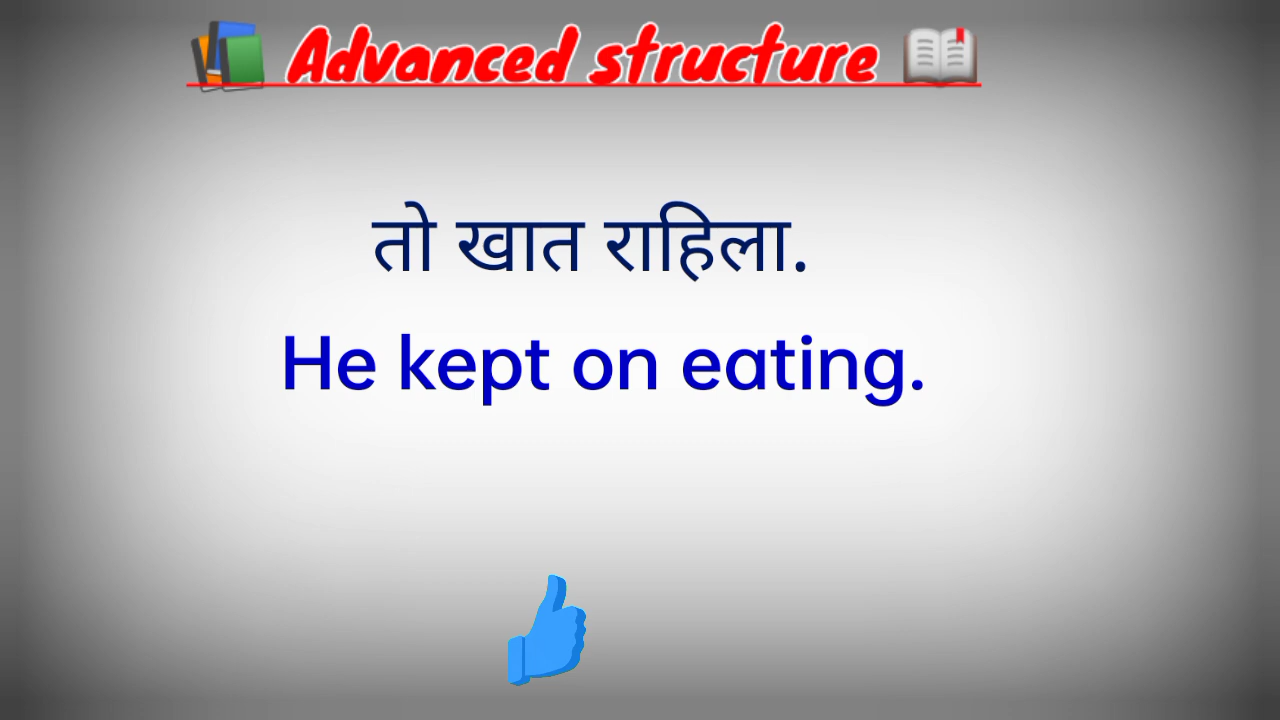 📚 Advanced structure 📖
तो खात राहिला.
He kept on eating.